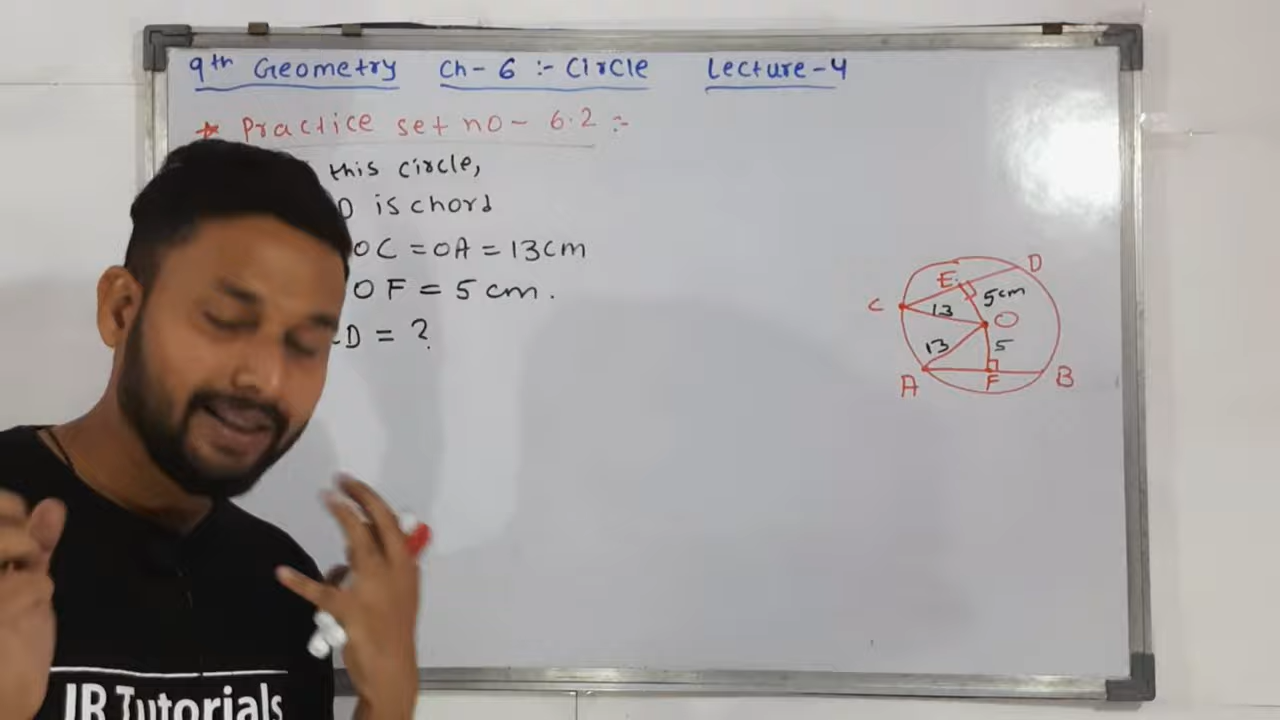 9th Geometry Ch-6 :- Circle Lecture-4
* Practice set no - 6.2 :-
this circle,
D is chord
OC = OA = 13cm
OF = 5 cm.
D = ?
D
E
5cm
C
13
O
13
5
A
F
B
JR Tutorials